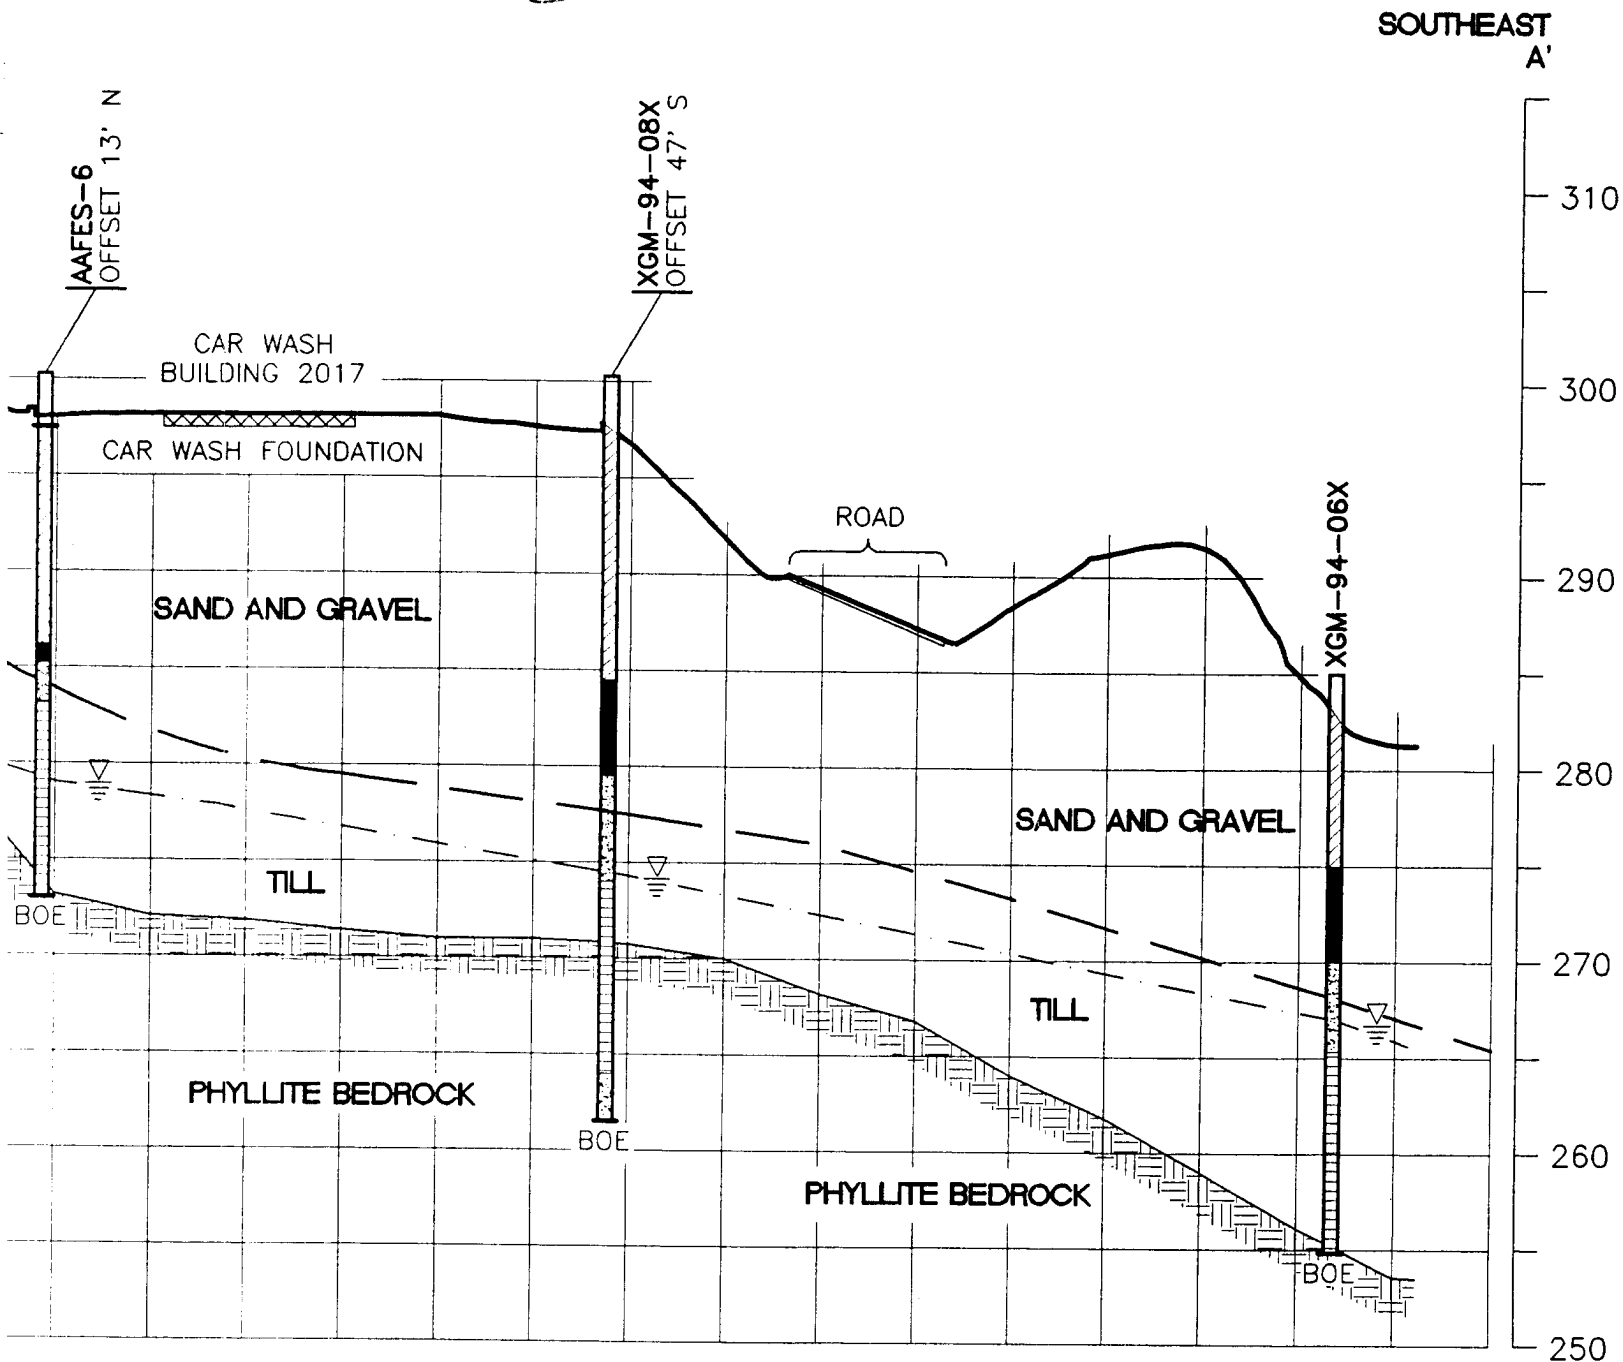 SOUTHEAST
A'
AAFES-6
OFFSET 13' N
XGM-94-08X
OFFSET 47' S
310
CAR WASH
BUILDING 2017
300
CAR WASH FOUNDATION
XGM-94-06X
ROAD
290
SAND AND GRAVEL
280
SAND AND GRAVEL
TILL
BOE
270
TILL
PHYLLITE BEDROCK
BOE
260
PHYLLITE BEDROCK
BOE
250